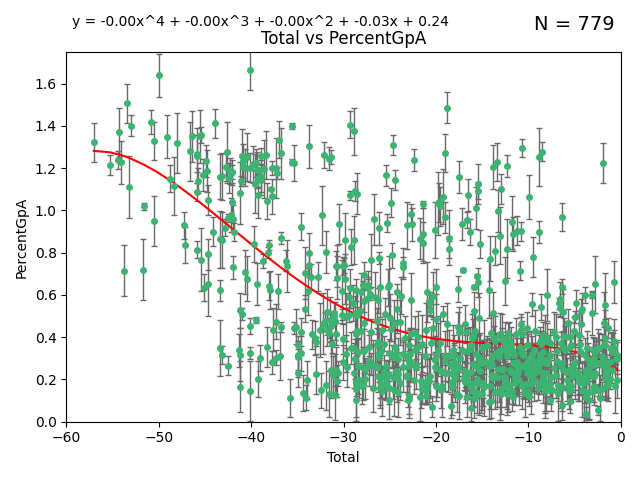 y = -0.00x^4 + -0.00x^3 + -0.00x^2 + -0.03x + 0.24
N = 779
Total vs PercentGpA
PercentGpA
1.6
1.4
1.2
1.0
0.8
0.6
0.4
0.2
0.0
−60 −50 −40 −30 −20 −10 0
Total